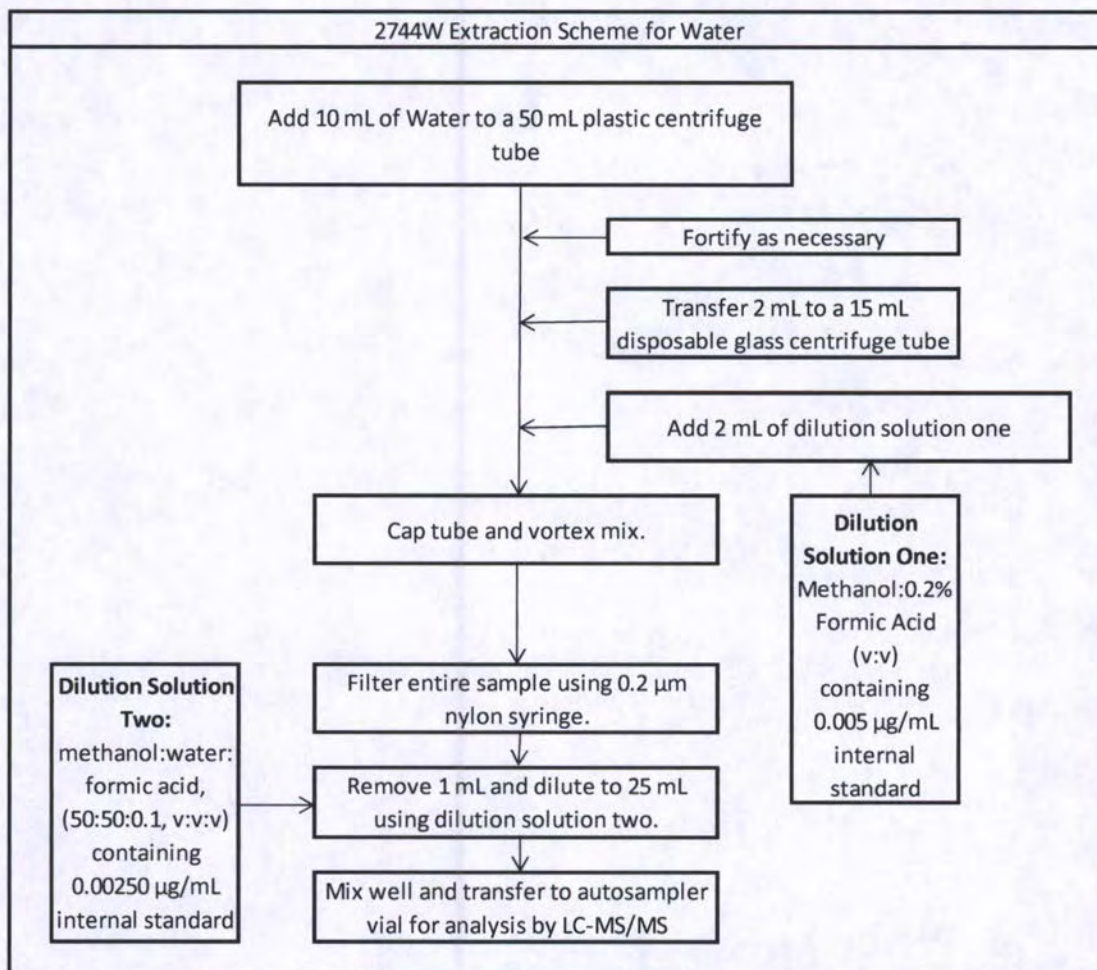 2744W Extraction Scheme for Water
Add 10 mL of Water to a 50 mL plastic centrifuge
tube
Fortify as necessary
Transfer 2 mL to a 15 mL
disposable glass centrifuge tube
Add 2 mL of dilution solution one
Cap tube and vortex mix.
Dilution
Solution One:
Methanol:0.2%
Formic Acid
(v:v)
containing
0.005 µg/mL
internal
standard
Filter entire sample using 0.2 µm
nylon syringe.
Dilution Solution
Two:
methanol:water:
formic acid,
(50:50:0.1, v:v:v)
containing
0.00250 µg/mL
internal standard
Remove 1 mL and dilute to 25 mL
using dilution solution two.
Mix well and transfer to autosampler
vial for analysis by LC-MS/MS